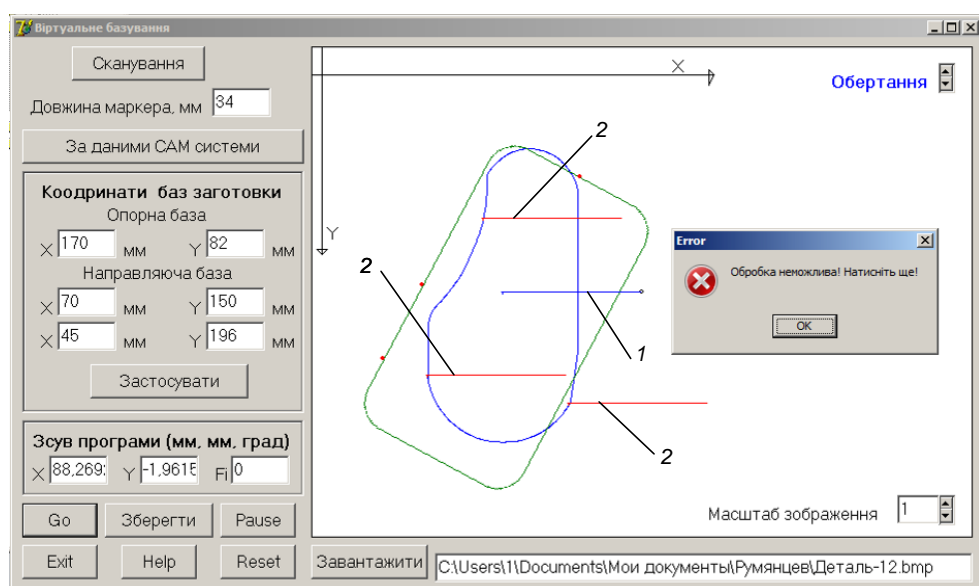 Віртуальне базування
Сканування
Довжина маркера, мм 34
За даними САМ системи
Коодринати баз заготовки
Опорна база
X 170 мм Y 82 мм
Направляюча база
X 70 мм Y 150 мм
X 45 мм Y 196 мм
Застосувати
Зсув програми (мм, мм, град)
X 88,269 Y -1,9615 Fi 0
Go Зберегти Pause
Exit Help Reset
X
Обертання
Y
2
2
1
2
Error
Обробка неможлива! Натисніть ще!
OK
Масштаб зображення 1
Завантажити C:\Users\1\Documents\Мои документы\Румянцев\Деталь-12.bmp